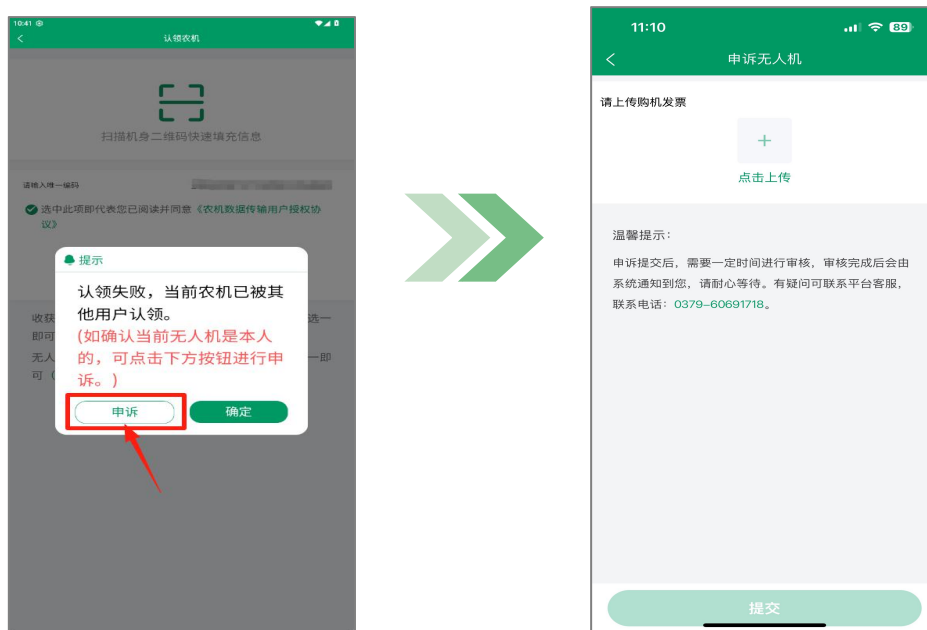 10:41
认领农机
扫描机身二维码快速填充信息
请输入唯一编码
选中此项即代表您已阅读并同意《农机数据传输用户授权协
议》
提示
认领失败，当前农机已被其
他用户认领。
(如确认当前无人机是本人
的，可点击下方按钮进行申
诉。)
申诉
确定
收获
选一
即可
无人
一即
可（
11:10
89
申诉无人机
请上传购机发票
点击上传
温馨提示：
申诉提交后，需要一定时间进行审核，审核完成后会由
系统通知到您，请耐心等待。有疑问可联系平台客服，
联系电话：0379-60691718。
提交